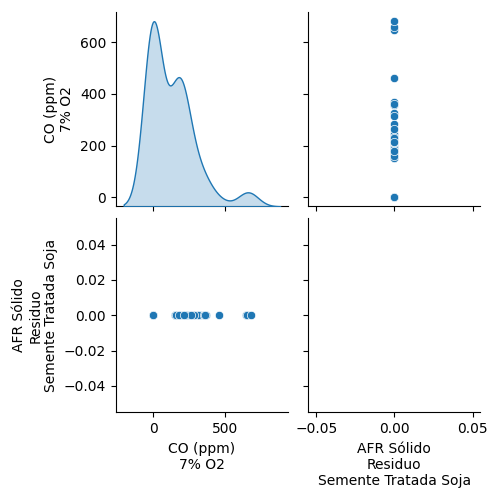 CO (ppm)
7% O2
600
400
200
0
AFR Sólido
Residuo
Semente Tratada Soja
0.04
0.02
0.00
−0.02
−0.04
0
500
CO (ppm)
7% O2
−0.05
0.00
0.05
AFR Sólido
Residuo
Semente Tratada Soja